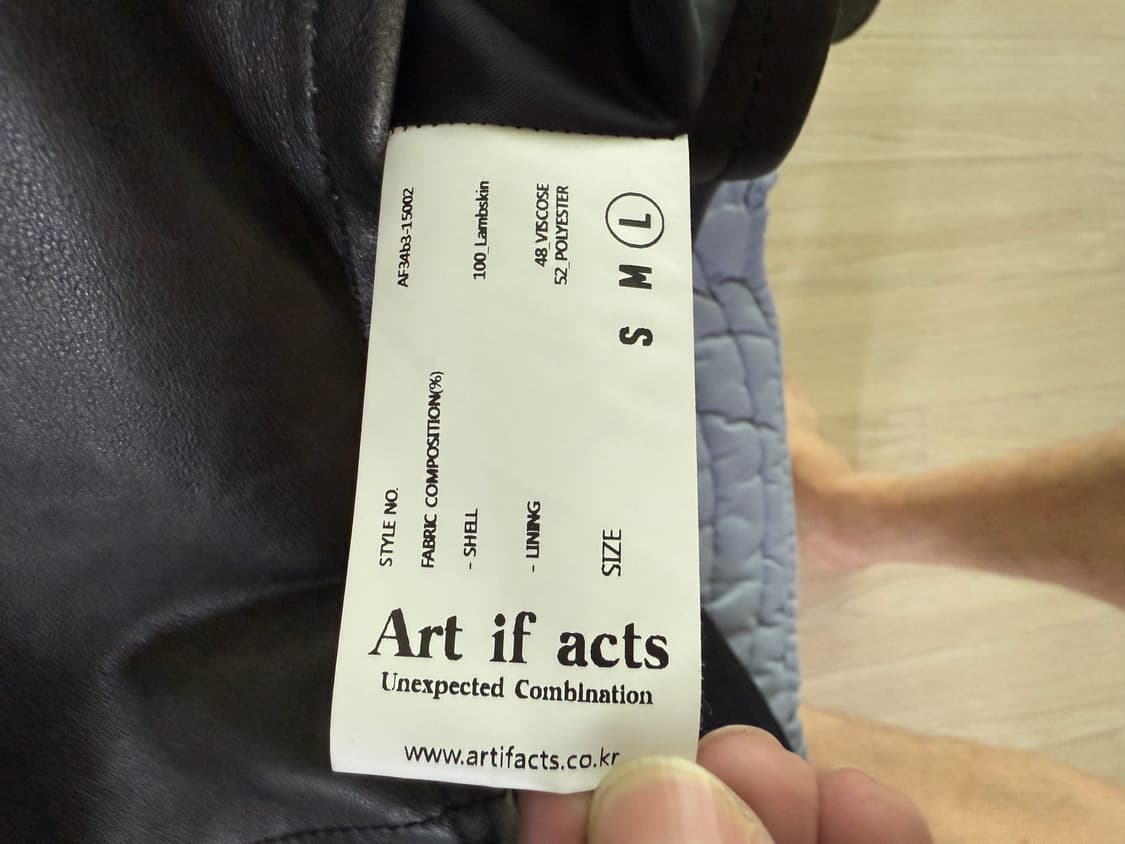 Art if acts
Unexpected Combination
www.artifacts.co.kr
STYLE NO. AF34b3-15002
FABRIC COMPOSITION(%)
- SHELL 100_Lambskin
- LINING 48_VISCOSE
52_POLYESTER
SIZE S M L